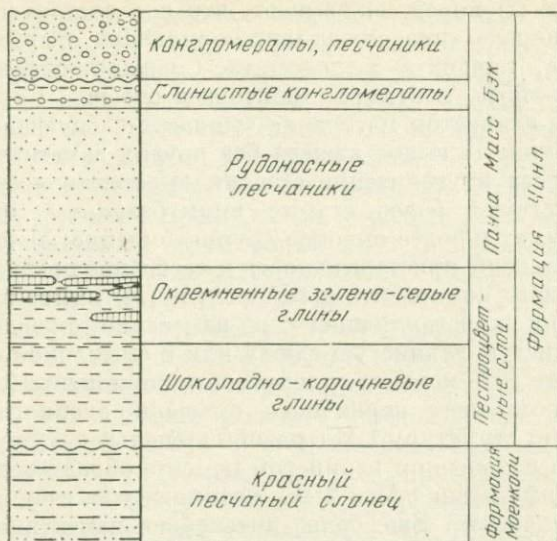 Конгломераты, песчаники
Глинистые конгломераты
Рудоносные
песчаники
Окремненные зелено-серые
глины
Шоколадно-коричневые
глины
Красный
песчаный сланец
Пачка Масс Бэк
Пестроцвет-
ные слои
Формация Чинл
Формация
Моенкопи